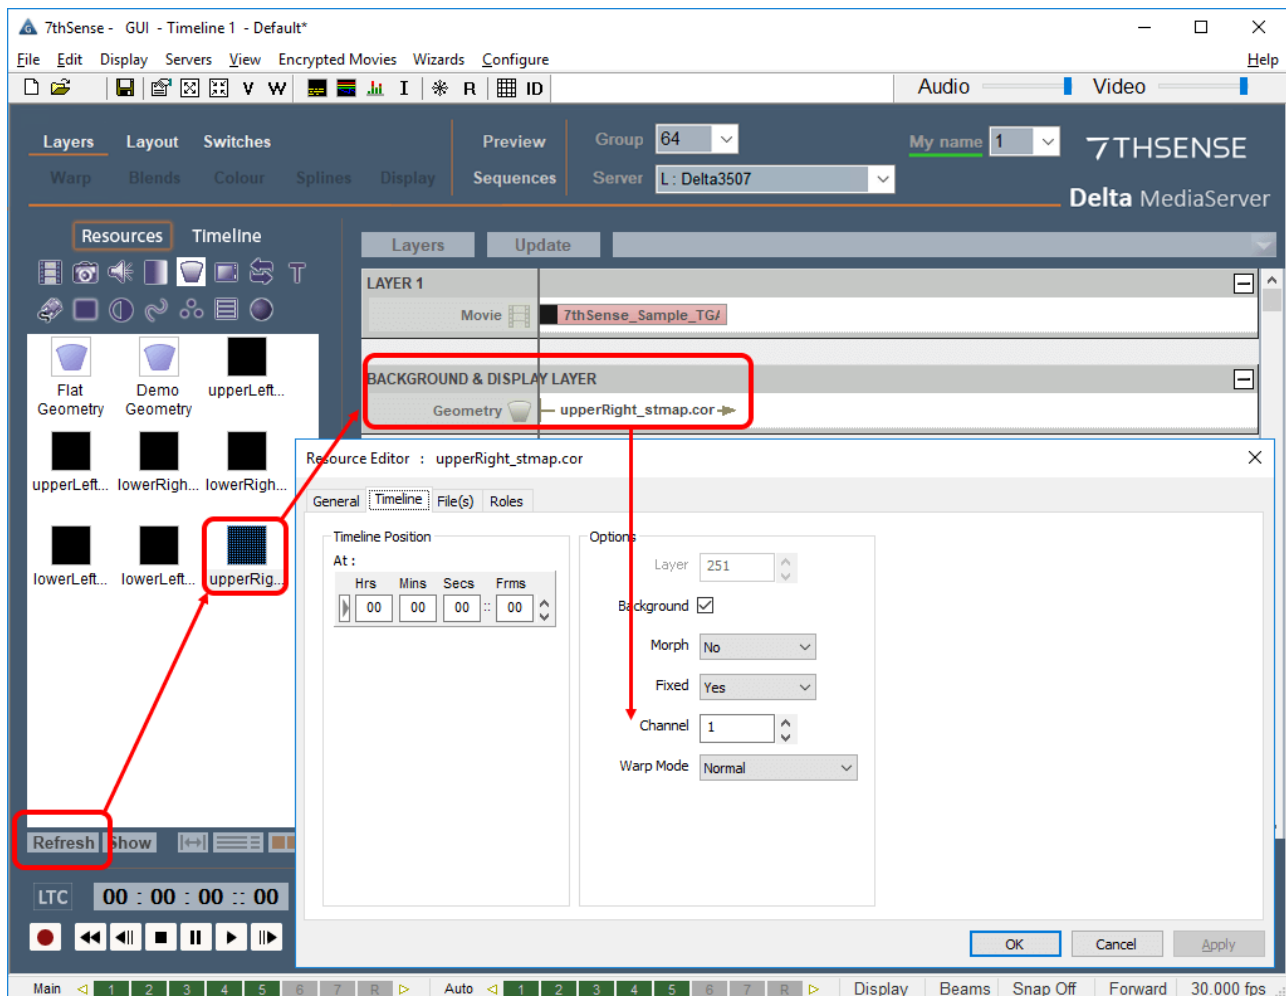 7thSense -   GUI  - Timeline 1  - Default*
File Edit Display Servers View Encrypted Movies Wizards Configure Help
V W I R ID Audio Video
Layers Layout Switches Preview Group 64 My name 1 7THSENSE
Warp Blends Colour Splines Display Sequences Server L : Delta3507 Delta MediaServer
Resources Timeline Layers Update
T
LAYER 1
Movie 7thSense_Sample_TGA
BACKGROUND & DISPLAY LAYER
Geometry upperRight_stmap.cor
Flat Geometry
Demo Geometry
upperLeft...
upperLeft... lowerRigh... lowerRigh...
lowerLeft... lowerLeft... upperRig...
Resource Editor  :  upperRight_stmap.cor
General Timeline File(s) Roles
Timeline Position
At :
Hrs Mins Secs Frms
00 00 00 :: 00
Options
Layer 251
Background
Morph No
Fixed Yes
Channel 1
Warp Mode Normal
OK Cancel Apply
Refresh Show
LTC 00 : 00 : 00 :: 00
Main 1 2 3 4 5 6 7 R Auto 1 2 3 4 5 6 7 R Display Beams Snap Off Forward 30.000 fps